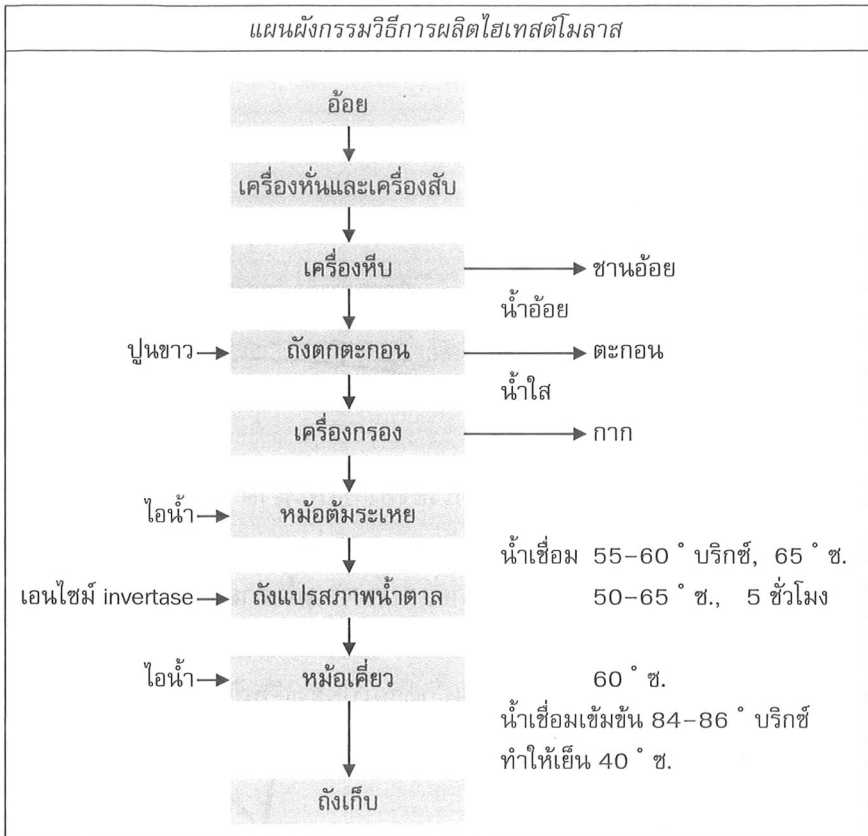 แผนผังกรรมวิธีการผลิตไฮเทสต์โมลาส
อ้อย
เครื่องหั่นและเครื่องสับ
เครื่องหีบ
ชานอ้อย
น้ำอ้อย
ปูนขาว
ถังตกตะกอน
ตะกอน
น้ำใส
เครื่องกรอง
กาก
ไอน้ำ
หม้อต้มระเหย
น้ำเชื่อม 55–60 ° บริกซ์, 65 ° ซ.
เอนไซม์ invertase
ถังแปรสภาพน้ำตาล
50–65 ° ซ., 5 ชั่วโมง
ไอน้ำ
หม้อเคี่ยว
60 ° ซ.
น้ำเชื่อมเข้มข้น 84–86 ° บริกซ์
ทำให้เย็น 40 ° ซ.
ถังเก็บ